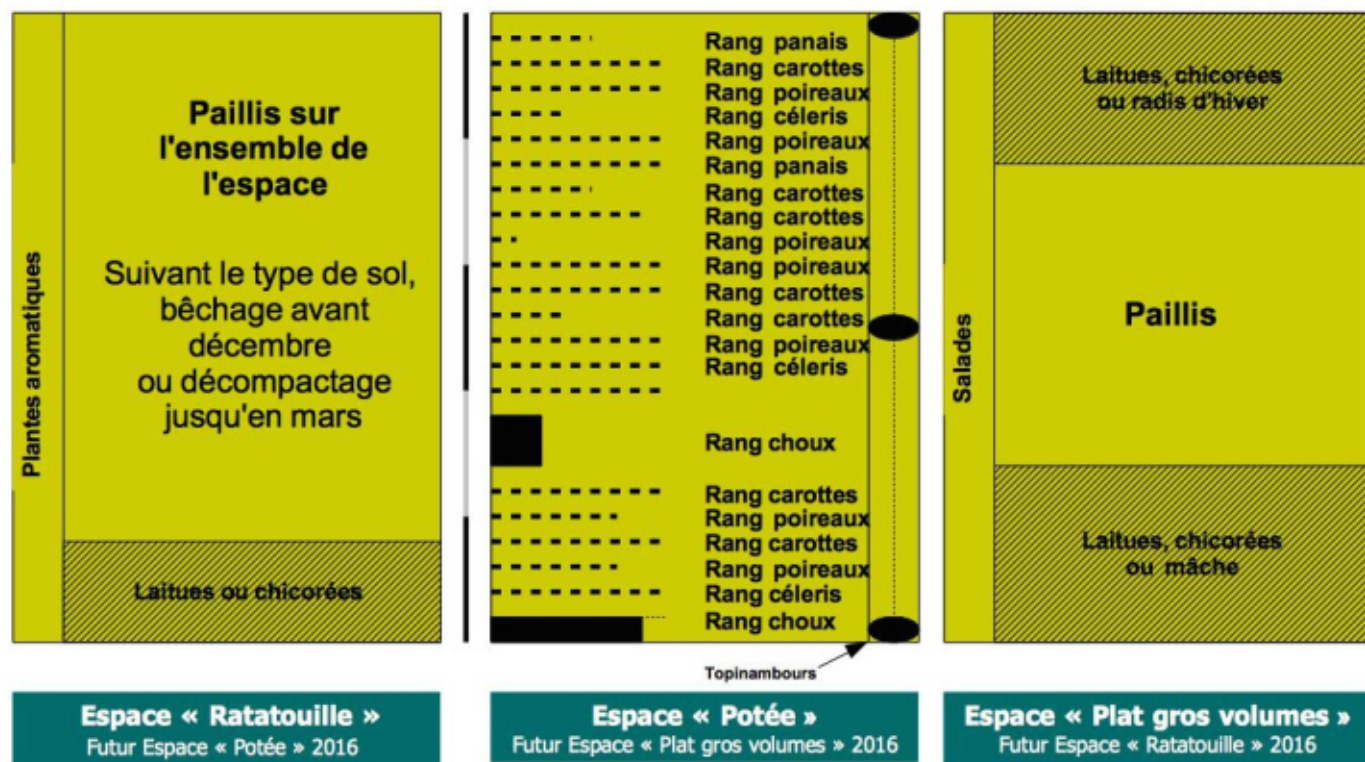 Plantes aromatiques
Paillis sur
l'ensemble de
l'espace
Suivant le type de sol,
bêchage avant
décembre
ou décompactage
jusqu'en mars
Laitues ou chicorées
Espace « Ratatouille »
Futur Espace « Potée » 2016
Rang panais
Rang carottes
Rang poireaux
Rang céleris
Rang poireaux
Rang panais
Rang carottes
Rang carottes
Rang poireaux
Rang poireaux
Rang carottes
Rang carottes
Rang poireaux
Rang céleris
Rang choux
Rang carottes
Rang poireaux
Rang carottes
Rang poireaux
Rang céleris
Rang choux
Topinambours
Espace « Potée »
Futur Espace « Plat gros volumes » 2016
Salades
Laitues, chicorées
ou radis d'hiver
Paillis
Laitues, chicorées
ou mâche
Espace « Plat gros volumes »
Futur Espace « Ratatouille » 2016